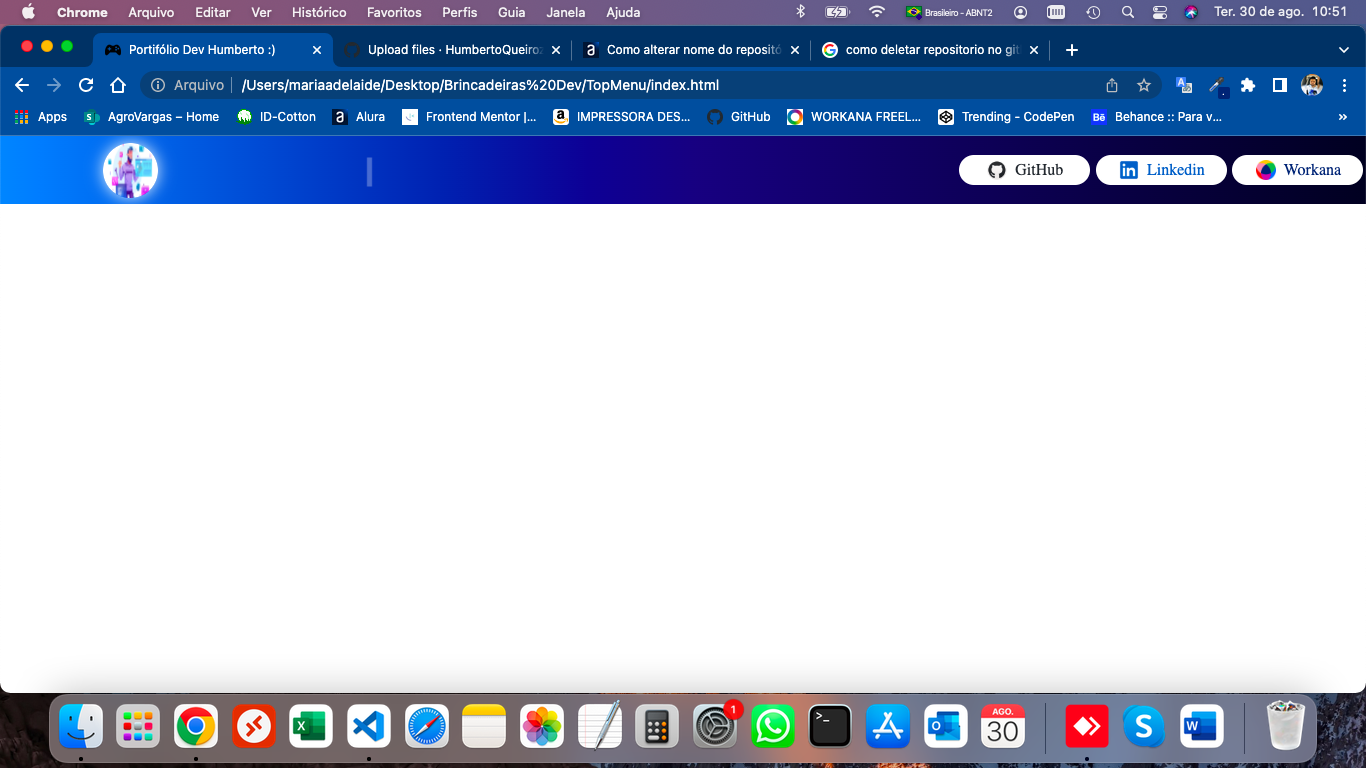 Chrome Arquivo Editar Ver Histórico Favoritos Perfis Guia Janela Ajuda Brasileiro - ABNT2 Ter. 30 de ago. 10:51
Portifólio Dev Humberto :) Upload files · HumbertoQueiroz Como alterar nome do repositó como deletar repositorio no git
Arquivo /Users/mariaadelaide/Desktop/Brincadeiras%20Dev/TopMenu/index.html
Apps AgroVargas – Home ID-Cotton Alura Frontend Mentor |... IMPRESSORA DES... GitHub WORKANA FREEL... Trending - CodePen Behance :: Para v... »
GitHub Linkedin Workana
1
AGO.
30